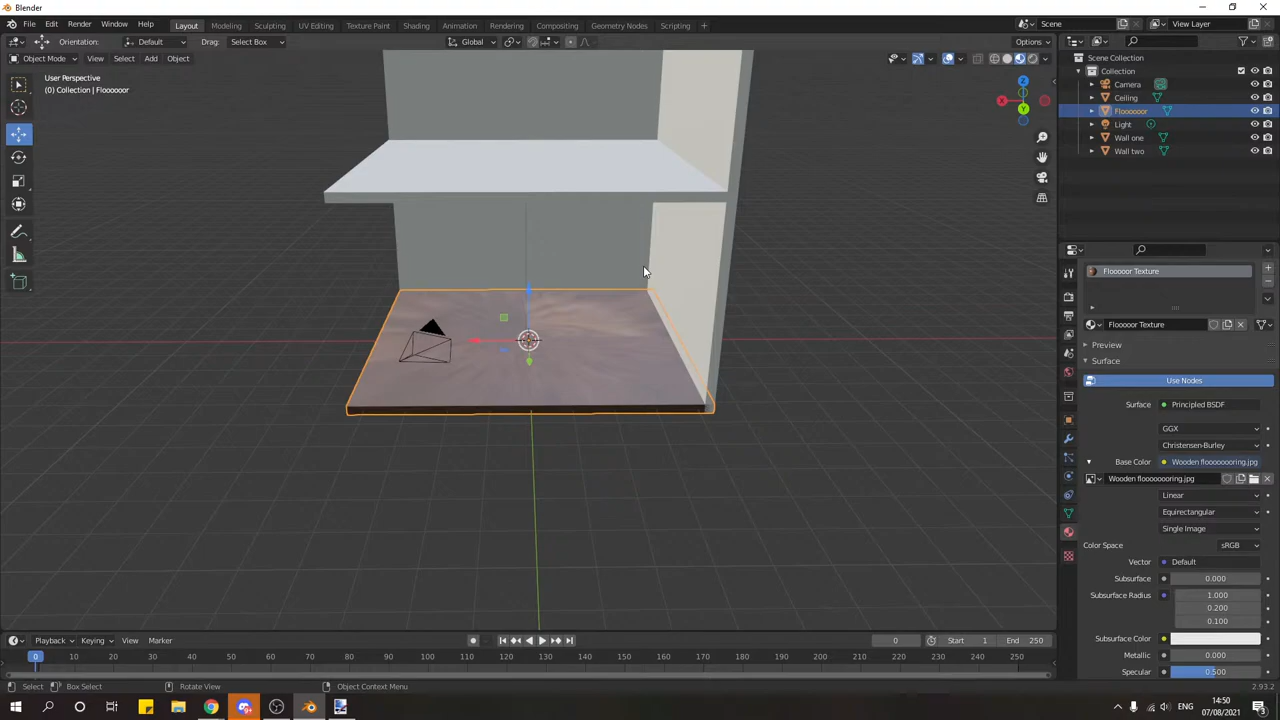 Blender
File Edit Render Window Help Layout Modeling Sculpting UV Editing Texture Paint Shading Animation Rendering Compositing Geometry Nodes Scripting + Scene View Layer
Orientation: Default Drag: Select Box Global Options
Object Mode View Select Add Object
User Perspective
(0) Collection | Floooooor
Z
X
Y
Scene Collection
Collection
Camera
Ceiling
Floooooor
Light
Wall one
Wall two
Flooooor Texture
Flooooor Texture
Preview
Surface
Use Nodes
Surface Principled BSDF
GGX
Christensen-Burley
Base Color Wooden flooooooooring.jpg
Wooden flooooooooring.jpg
Linear
Equirectangular
Single Image
Color Space sRGB
Vector Default
Subsurface 0.000
Subsurface Radius 1.000
0.200
0.100
Subsurface Color
Metallic 0.000
Specular 0.500
Playback Keying View Marker 0 Start 1 End 250
0 10 20 30 40 50 60 70 80 90 100 110 120 130 140 150 160 170 180 190 200 210 220 230 240 250
Select Box Select Rotate View Object Context Menu 2.93.2
ENG 14:50
07/08/2021